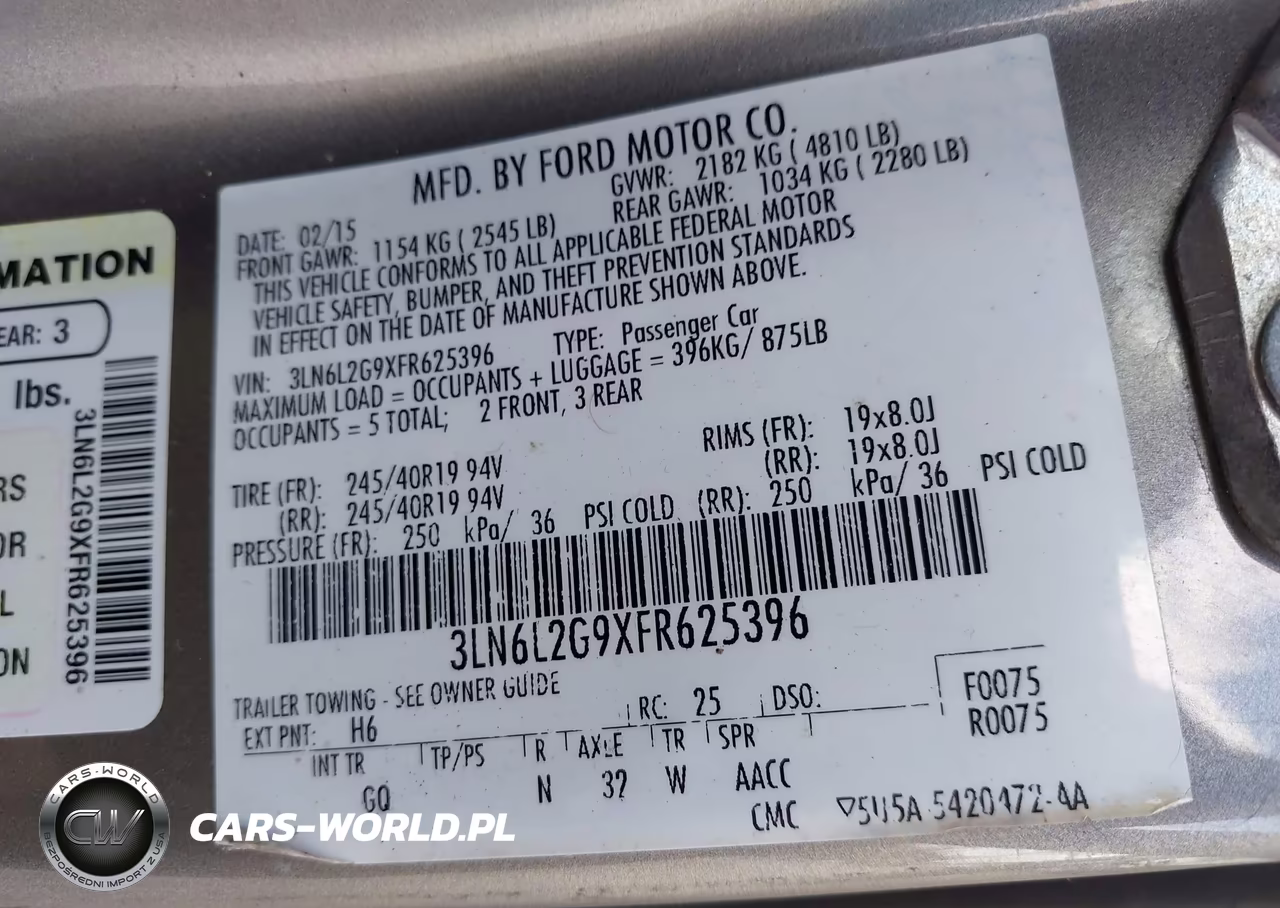 MFD. BY FORD MOTOR CO.
DATE: 02/15 GVWR: 2182 KG ( 4810 LB)
FRONT GAWR: 1154 KG ( 2545 LB) REAR GAWR: 1034 KG ( 2280 LB)
THIS VEHICLE CONFORMS TO ALL APPLICABLE FEDERAL MOTOR
VEHICLE SAFETY, BUMPER, AND THEFT PREVENTION STANDARDS
IN EFFECT ON THE DATE OF MANUFACTURE SHOWN ABOVE.
VIN: 3LN6L2G9XFR625396 TYPE: Passenger Car
MAXIMUM LOAD = OCCUPANTS + LUGGAGE = 396KG/ 875LB
OCCUPANTS = 5 TOTAL; 2 FRONT, 3 REAR
TIRE (FR): 245/40R19 94V RIMS (FR): 19x8.0J
(RR): 245/40R19 94V (RR): 19x8.0J
PRESSURE (FR): 250 kPa/ 36 PSI COLD (RR): 250 kPa/ 36 PSI COLD
3LN6L2G9XFR625396
TRAILER TOWING - SEE OWNER GUIDE
EXT PNT: H6 RC: 25 DSO: F0075
R0075
INT TR TP/PS R AXLE TR SPR
GQ N 32 W AACC
CMC
MATION
EAR: 3
lbs.
3LN6L2G9XFR625396
RS
OR
L
ON
CARS-WORLD
CW
BEZPOŚREDNI IMPORT Z USA
CARS-WORLD.PL